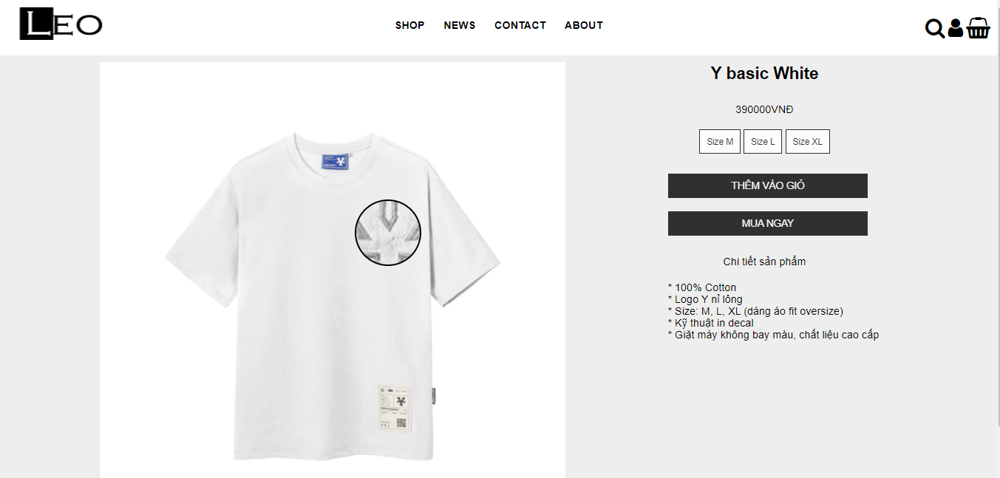 LEO
SHOP NEWS CONTACT ABOUT
Y basic White
390000VNĐ
Size M Size L Size XL
THÊM VÀO GIỎ
MUA NGAY
Chi tiết sản phẩm
* 100% Cotton
* Logo Y nỉ lông
* Size: M, L, XL (dáng áo fit oversize)
* Kỹ thuật in decal
* Giặt máy không bay màu, chất liệu cao cấp